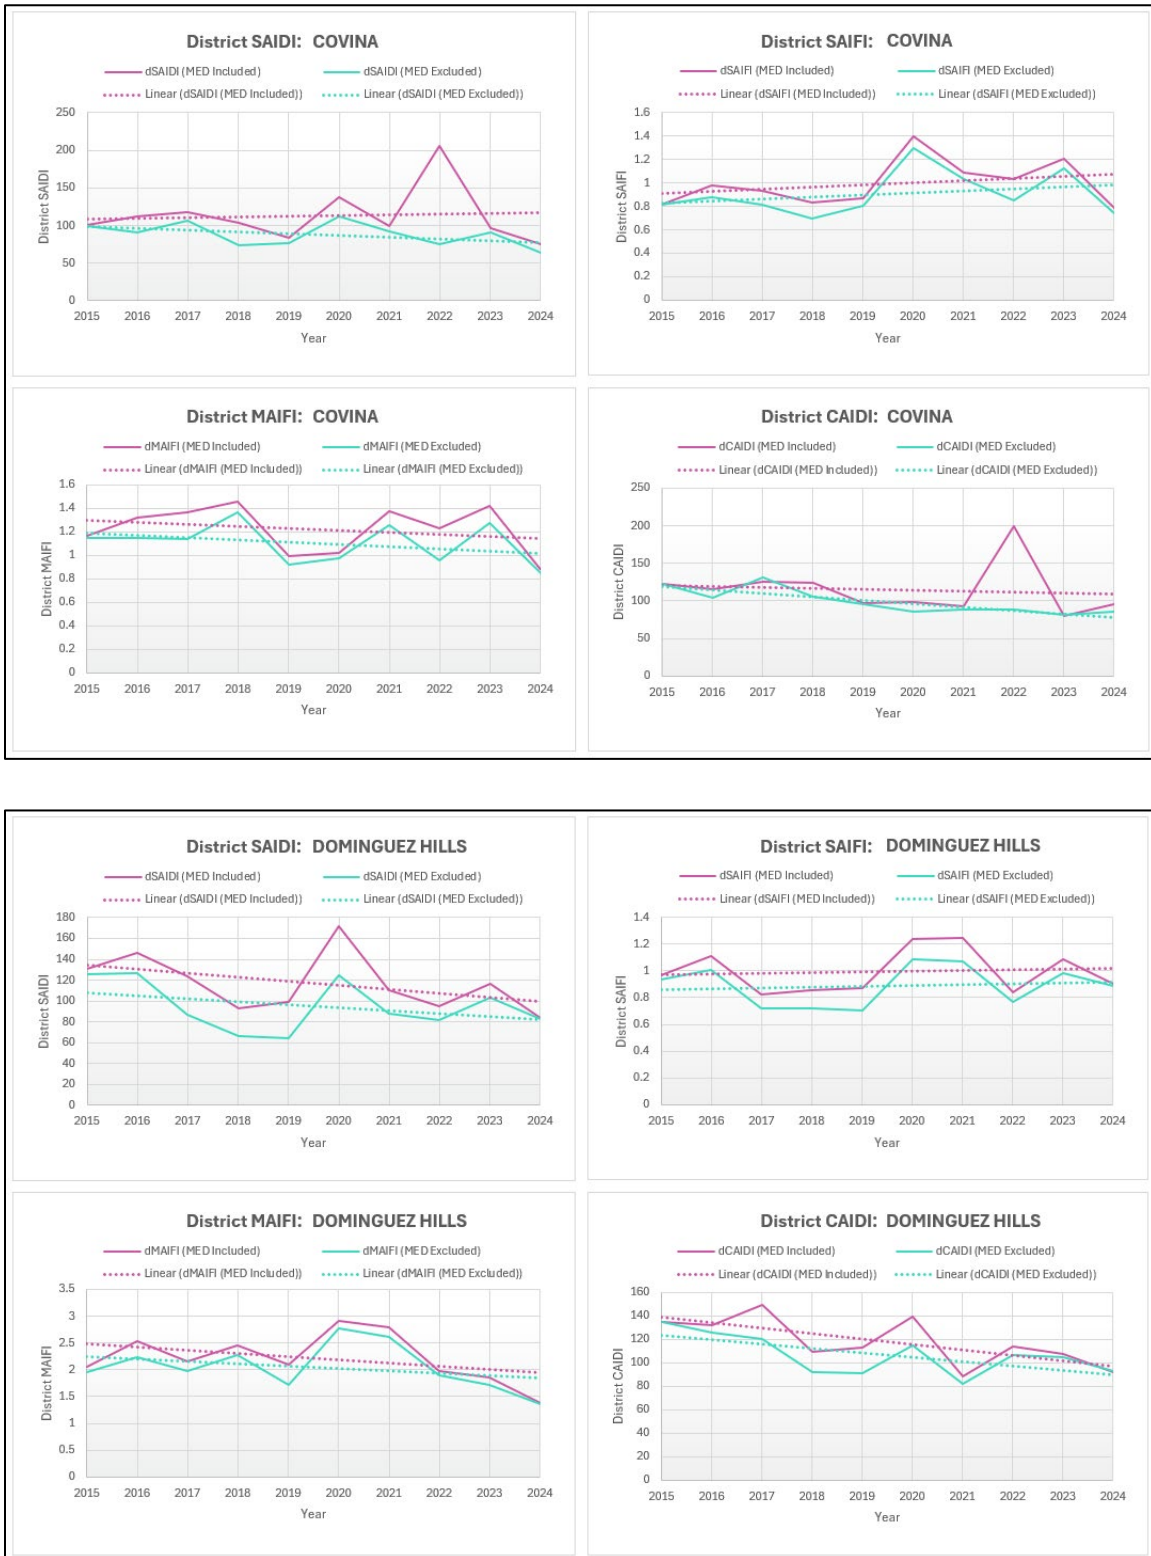 District SAIDI: COVINA
dSAIDI (MED Included) dSAIDI (MED Excluded)
Linear (dSAIDI (MED Included)) Linear (dSAIDI (MED Excluded))
250
200
150
100
50
0
District SAIDI
2015 2016 2017 2018 2019 2020 2021 2022 2023 2024
Year
District SAIFI: COVINA
dSAIFI (MED Included) dSAIFI (MED Excluded)
Linear (dSAIFI (MED Included)) Linear (dSAIFI (MED Excluded))
1.6
1.4
1.2
1
0.8
0.6
0.4
0.2
0
District SAIFI
2015 2016 2017 2018 2019 2020 2021 2022 2023 2024
Year
District MAIFI: COVINA
dMAIFI (MED Included) dMAIFI (MED Excluded)
Linear (dMAIFI (MED Included)) Linear (dMAIFI (MED Excluded))
1.6
1.4
1.2
1
0.8
0.6
0.4
0.2
0
District MAIFI
2015 2016 2017 2018 2019 2020 2021 2022 2023 2024
Year
District CAIDI: COVINA
dCAIDI (MED Included) dCAIDI (MED Excluded)
Linear (dCAIDI (MED Included)) Linear (dCAIDI (MED Excluded))
250
200
150
100
50
0
District CAIDI
2015 2016 2017 2018 2019 2020 2021 2022 2023 2024
Year
District SAIDI: DOMINGUEZ HILLS
dSAIDI (MED Included) dSAIDI (MED Excluded)
Linear (dSAIDI (MED Included)) Linear (dSAIDI (MED Excluded))
180
160
140
120
100
80
60
40
20
0
District SAIDI
2015 2016 2017 2018 2019 2020 2021 2022 2023 2024
Year
District SAIFI: DOMINGUEZ HILLS
dSAIFI (MED Included) dSAIFI (MED Excluded)
Linear (dSAIFI (MED Included)) Linear (dSAIFI (MED Excluded))
1.4
1.2
1
0.8
0.6
0.4
0.2
0
District SAIFI
2015 2016 2017 2018 2019 2020 2021 2022 2023 2024
Year
District MAIFI: DOMINGUEZ HILLS
dMAIFI (MED Included) dMAIFI (MED Excluded)
Linear (dMAIFI (MED Included)) Linear (dMAIFI (MED Excluded))
3.5
3
2.5
2
1.5
1
0.5
0
District MAIFI
2015 2016 2017 2018 2019 2020 2021 2022 2023 2024
Year
District CAIDI: DOMINGUEZ HILLS
dCAIDI (MED Included) dCAIDI (MED Excluded)
Linear (dCAIDI (MED Included)) Linear (dCAIDI (MED Excluded))
160
140
120
100
80
60
40
20
0
District CAIDI
2015 2016 2017 2018 2019 2020 2021 2022 2023 2024
Year